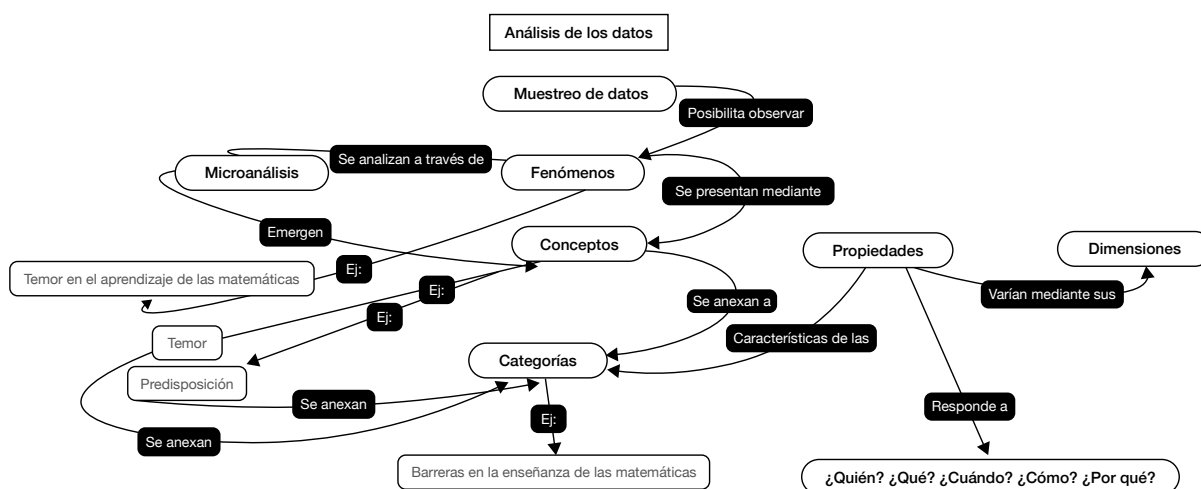 Análisis de los datos
Muestreo de datos
Posibilita observar
Se analizan a través de
Microanálisis
Fenómenos
Se presentan mediante
Emergen
Conceptos
Propiedades
Dimensiones
Temor en el aprendizaje de las matemáticas
Ej:
Ej:
Se anexan a
Varían mediante sus
Ej:
Temor
Características de las
Categorías
Predisposición
Se anexan
Ej:
Responde a
Se anexan
Barreras en la enseñanza de las matemáticas
¿Quién? ¿Qué? ¿Cuándo? ¿Cómo? ¿Por qué?